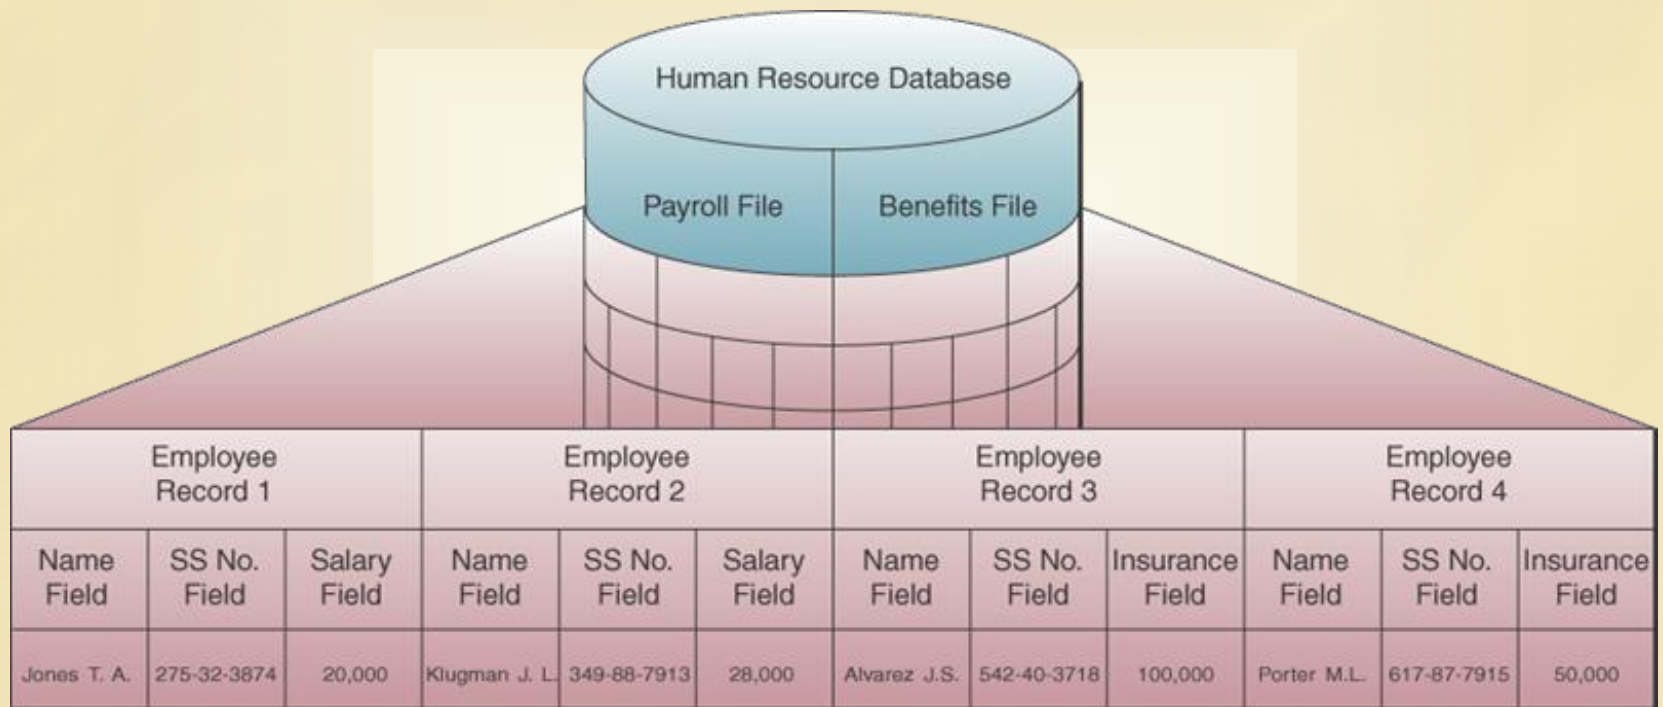 Human Resource Database
Payroll File Benefits File
Employee Record 1 Employee Record 2 Employee Record 3 Employee Record 4
Name Field SS No. Field Salary Field Name Field SS No. Field Salary Field Name Field SS No. Field Insurance Field Name Field SS No. Field Insurance Field
Jones T. A. 275-32-3874 20,000 Klugman J. L. 349-88-7913 28,000 Alvarez J.S. 542-40-3718 100,000 Porter M.L. 617-87-7915 50,000